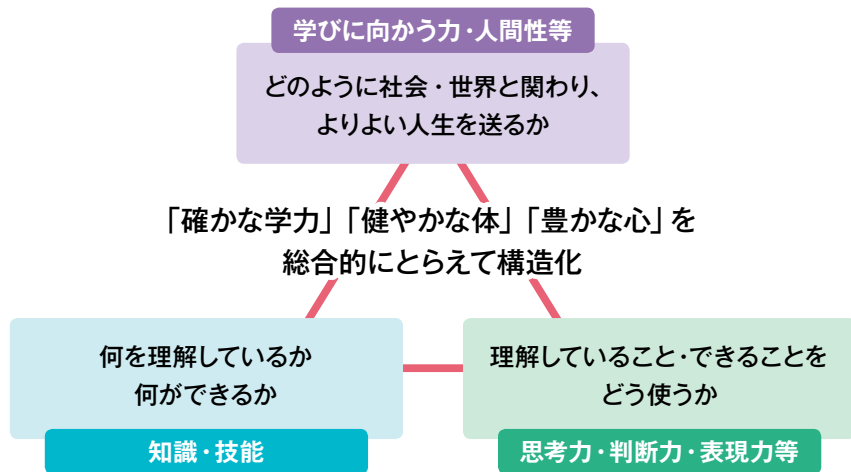 学びに向かう力・人間性等
どのように社会・世界と関わり、
よりよい人生を送るか
「確かな学力」「健やかな体」「豊かな心」を
総合的にとらえて構造化
何を理解しているか
何ができるか
知識・技能
理解していること・できることを
どう使うか
思考力・判断力・表現力等